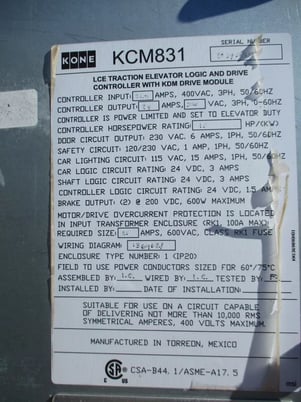 SERIAL NUMBER
KONE KCM831
LCE TRACTION ELEVATOR LOGIC AND DRIVE
CONTROLLER WITH KDM DRIVE MODULE
CONTROLLER INPUT: AMPS, 400VAC, 3PH, 50/60HZ
CONTROLLER OUTPUT: AMPS, VAC, 3PH, 0-60HZ
CONTROLLER IS POWER LIMITED AND SET TO ELEVATOR DUTY
CONTROLLER HORSEPOWER RATING: HP/(KW)
DOOR CIRCUIT OUTPUT: 230 VAC, 6 AMPS, 1PH, 50/60HZ
SAFETY CIRCUIT: 120/230 VAC, 1 AMP, 1PH, 50/60HZ
CAR LIGHTING CIRCUIT: 115 VAC, 15 AMPS, 1PH, 50/60HZ
CAR LOGIC CIRCUIT RATING: 24 VDC, 3 AMPS
SHAFT LOGIC CIRCUIT RATING: 24 VDC, 3 AMPS
CONTROLLER LOGIC CIRCUIT RATING: 24 VDC, 1.5 AMPS
BRAKE OUTPUT: (2) @ 200 VDC, 600W MAXIMUM
MOTOR/DRIVE OVERCURRENT PROTECTION IS LOCATED
IN INPUT TRANSFORMER ENCLOSURE (RK1, 100A MAX)
REQUIRED SIZE: AMPS, 600VAC, CLASS RK1 FUSE
WIRING DIAGRAM:
ENCLOSURE TYPE NUMBER: 1 (IP20)
FIELD TO USE POWER CONDUCTORS SIZED FOR 60°/75°C
ASSEMBLED BY: I.C. WIRED BY: I.C. TESTED BY:
INSTALLED BY: DATE OF INSTALLATION:
SUITABLE FOR USE ON A CIRCUIT CAPABLE
OF DELIVERING NOT MORE THAN 10,000 RMS
SYMMETRICAL AMPERES, 400 VOLTS MAXIMUM.
MANUFACTURED IN TORREON, MEXICO
CSA-B44.1/ASME-A17.5